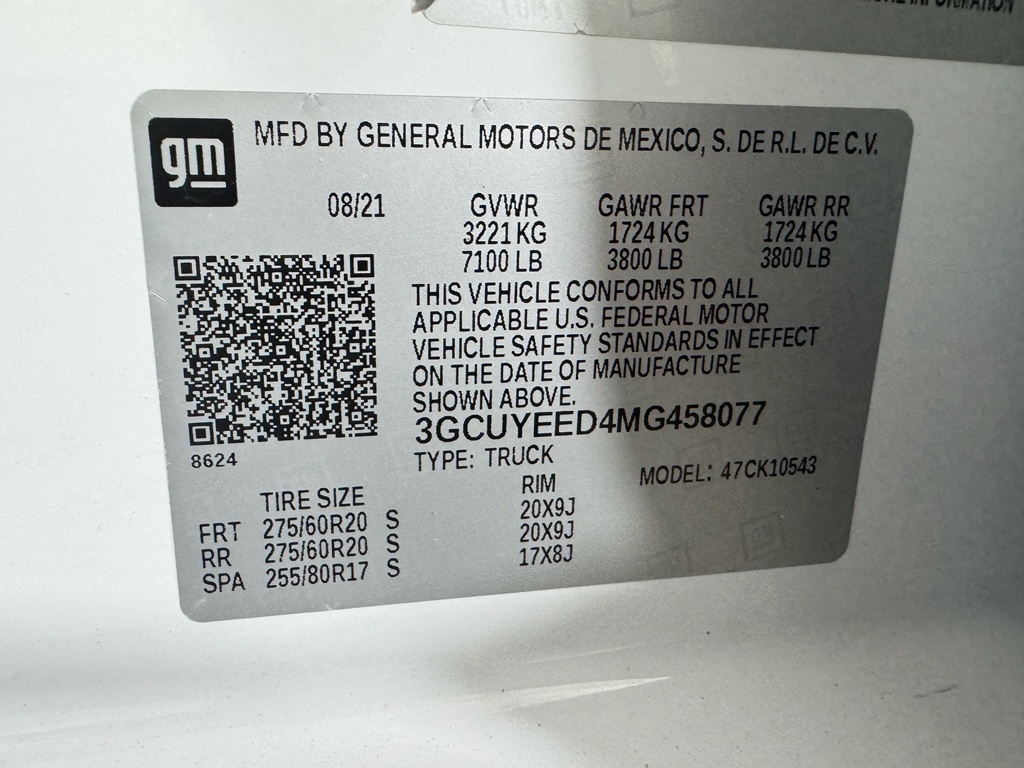 MORE INFORMATION
gm
MFD BY GENERAL MOTORS DE MEXICO, S. DE R.L. DE C.V.
08/21 GVWR GAWR FRT GAWR RR
3221 KG 1724 KG 1724 KG
7100 LB 3800 LB 3800 LB
THIS VEHICLE CONFORMS TO ALL
APPLICABLE U.S. FEDERAL MOTOR
VEHICLE SAFETY STANDARDS IN EFFECT
ON THE DATE OF MANUFACTURE
SHOWN ABOVE.
3GCUYEED4MG458077
8624
TYPE: TRUCK MODEL: 47CK10543
TIRE SIZE RIM
FRT 275/60R20 S 20X9J
RR 275/60R20 S 20X9J
SPA 255/80R17 S 17X8J